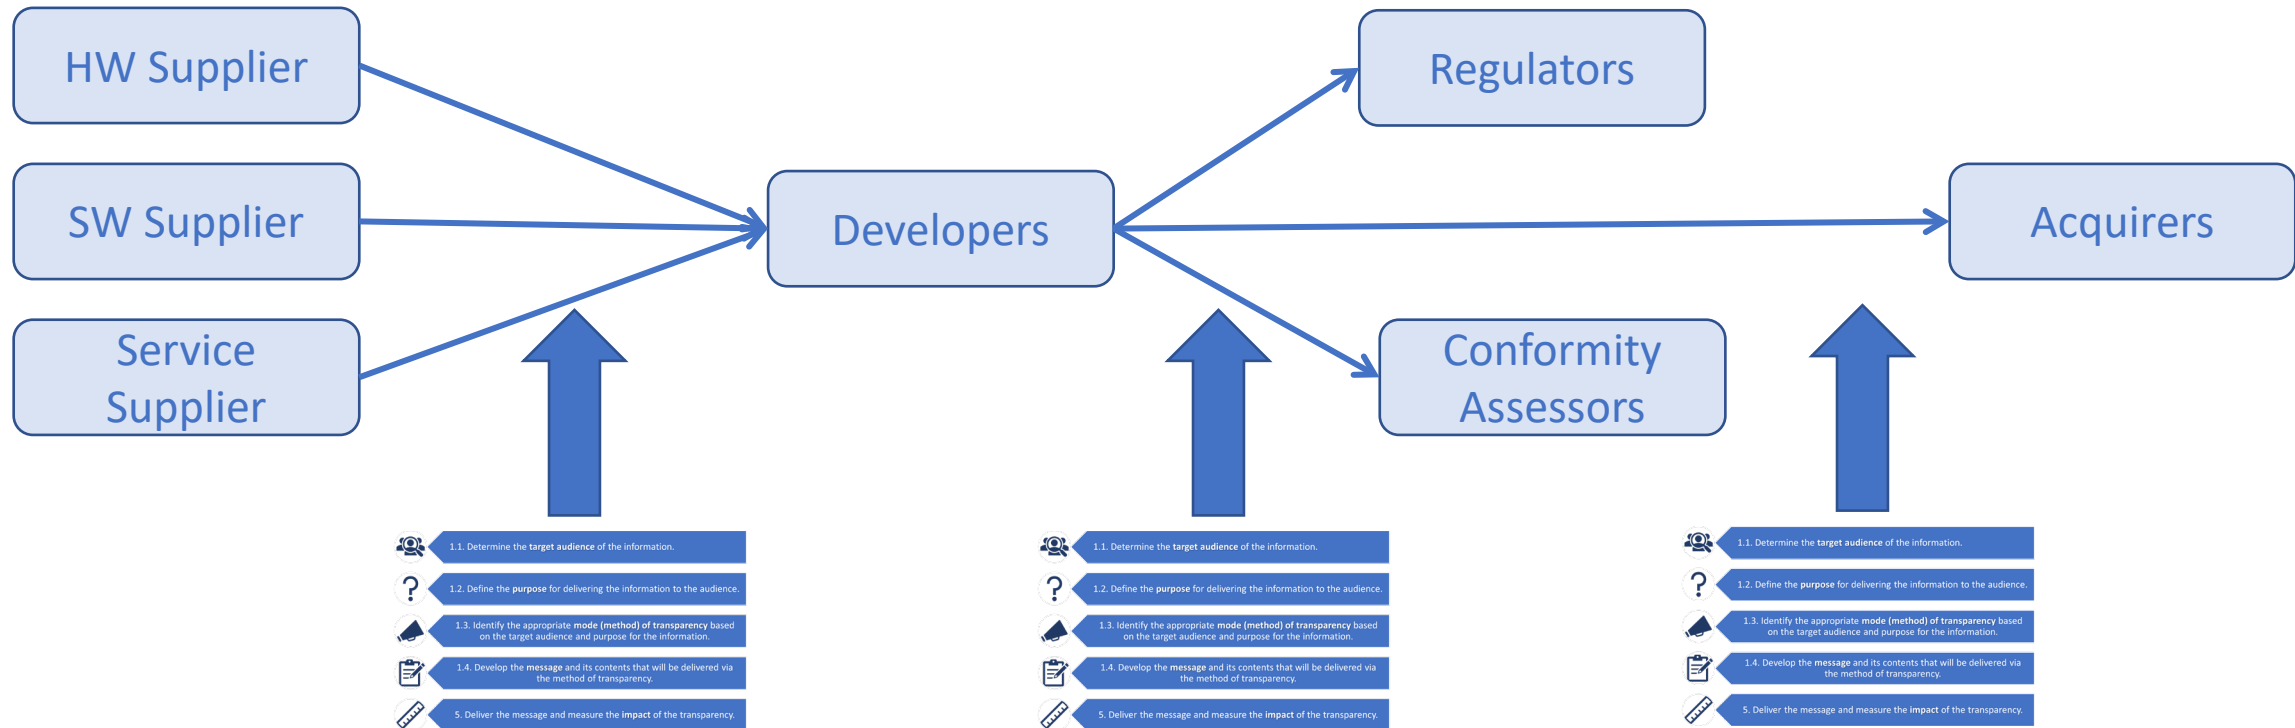 HW Supplier
SW Supplier
Service
Supplier
Developers
Regulators
Conformity
Assessors
Acquirers
1.1. Determine the target audience of the information.
1.2. Define the purpose for delivering the information to the audience.
1.3. Identify the appropriate mode (method) of transparency based
on the target audience and purpose for the information.
1.4. Develop the message and its contents that will be delivered via
the method of transparency.
5. Deliver the message and measure the impact of the transparency.
1.1. Determine the target audience of the information.
1.2. Define the purpose for delivering the information to the audience.
1.3. Identify the appropriate mode (method) of transparency based
on the target audience and purpose for the information.
1.4. Develop the message and its contents that will be delivered via
the method of transparency.
5. Deliver the message and measure the impact of the transparency.
1.1. Determine the target audience of the information.
1.2. Define the purpose for delivering the information to the audience.
1.3. Identify the appropriate mode (method) of transparency based
on the target audience and purpose for the information.
1.4. Develop the message and its contents that will be delivered via
the method of transparency.
5. Deliver the message and measure the impact of the transparency.